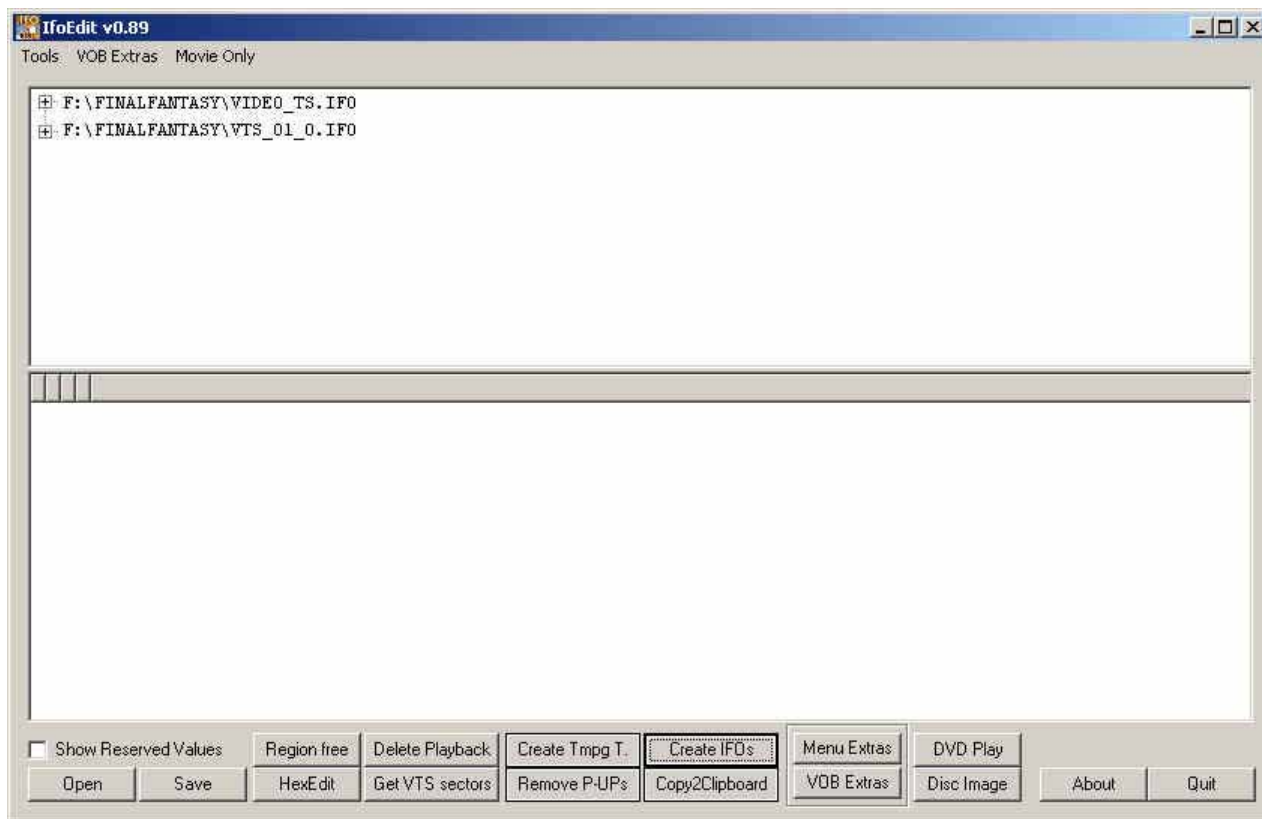 IfoEdit v0.89
Tools VOB Extras Movie Only
F:\FINALFANTASY\VIDEO_TS.IFO
F:\FINALFANTASY\VTS_01_0.IFO
Show Reserved Values Region free Delete Playback Create Tmpg T. Create IFOs Menu Extras DVD Play
Open Save HexEdit Get VTS sectors Remove P-UPs Copy2Clipboard VOB Extras Disc Image About Quit